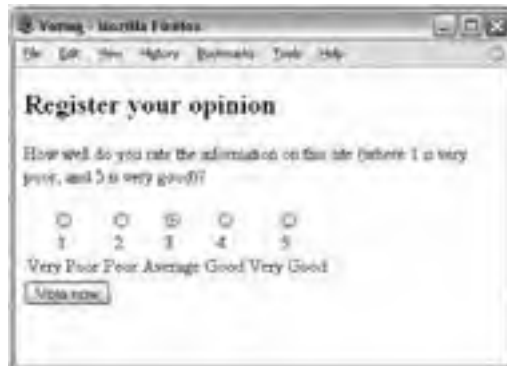 Voting - Mozilla Firefox
File Edit View History Bookmarks Tools Help
Register your opinion
How well do you rate the information on this site (where 1 is very
poor, and 5 is very good)?
1 2 3 4 5
Very Poor Poor Average Good Very Good
Vote now